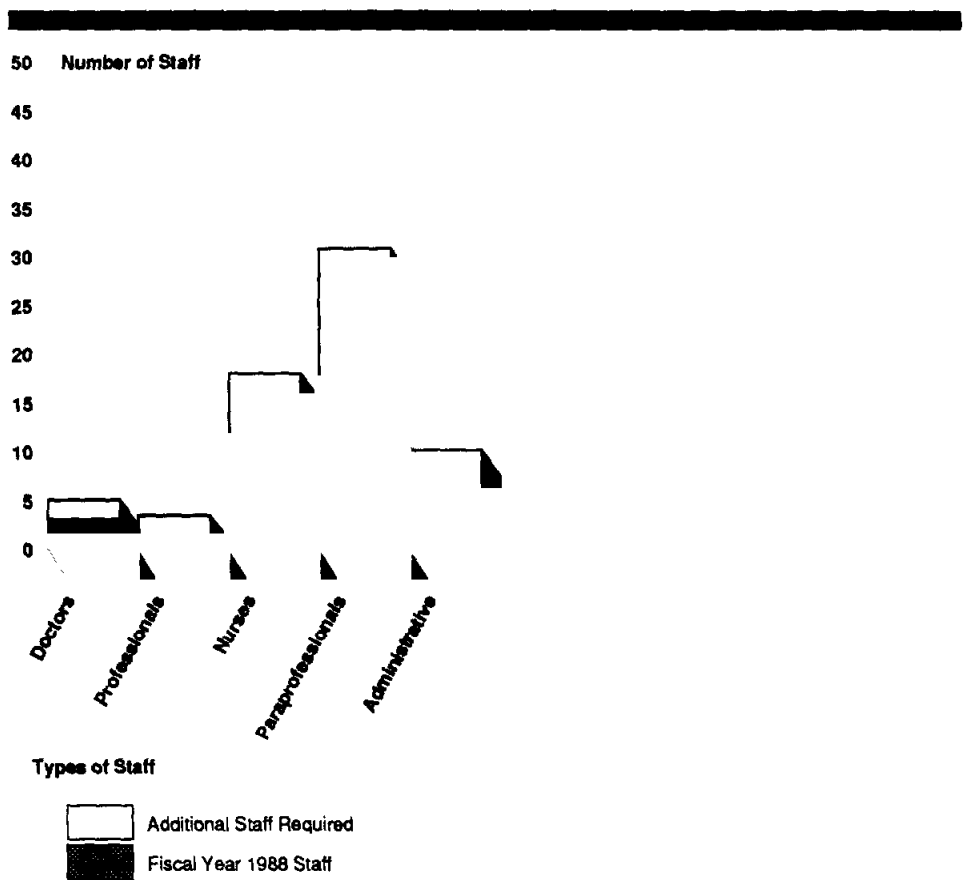 50 Number of Staff
45
40
35
30
25
20
15
10
5
0
Doctors
Professionals
Nurses
Paraprofessionals
Administrative
Types of Staff
Additional Staff Required
Fiscal Year 1988 Staff